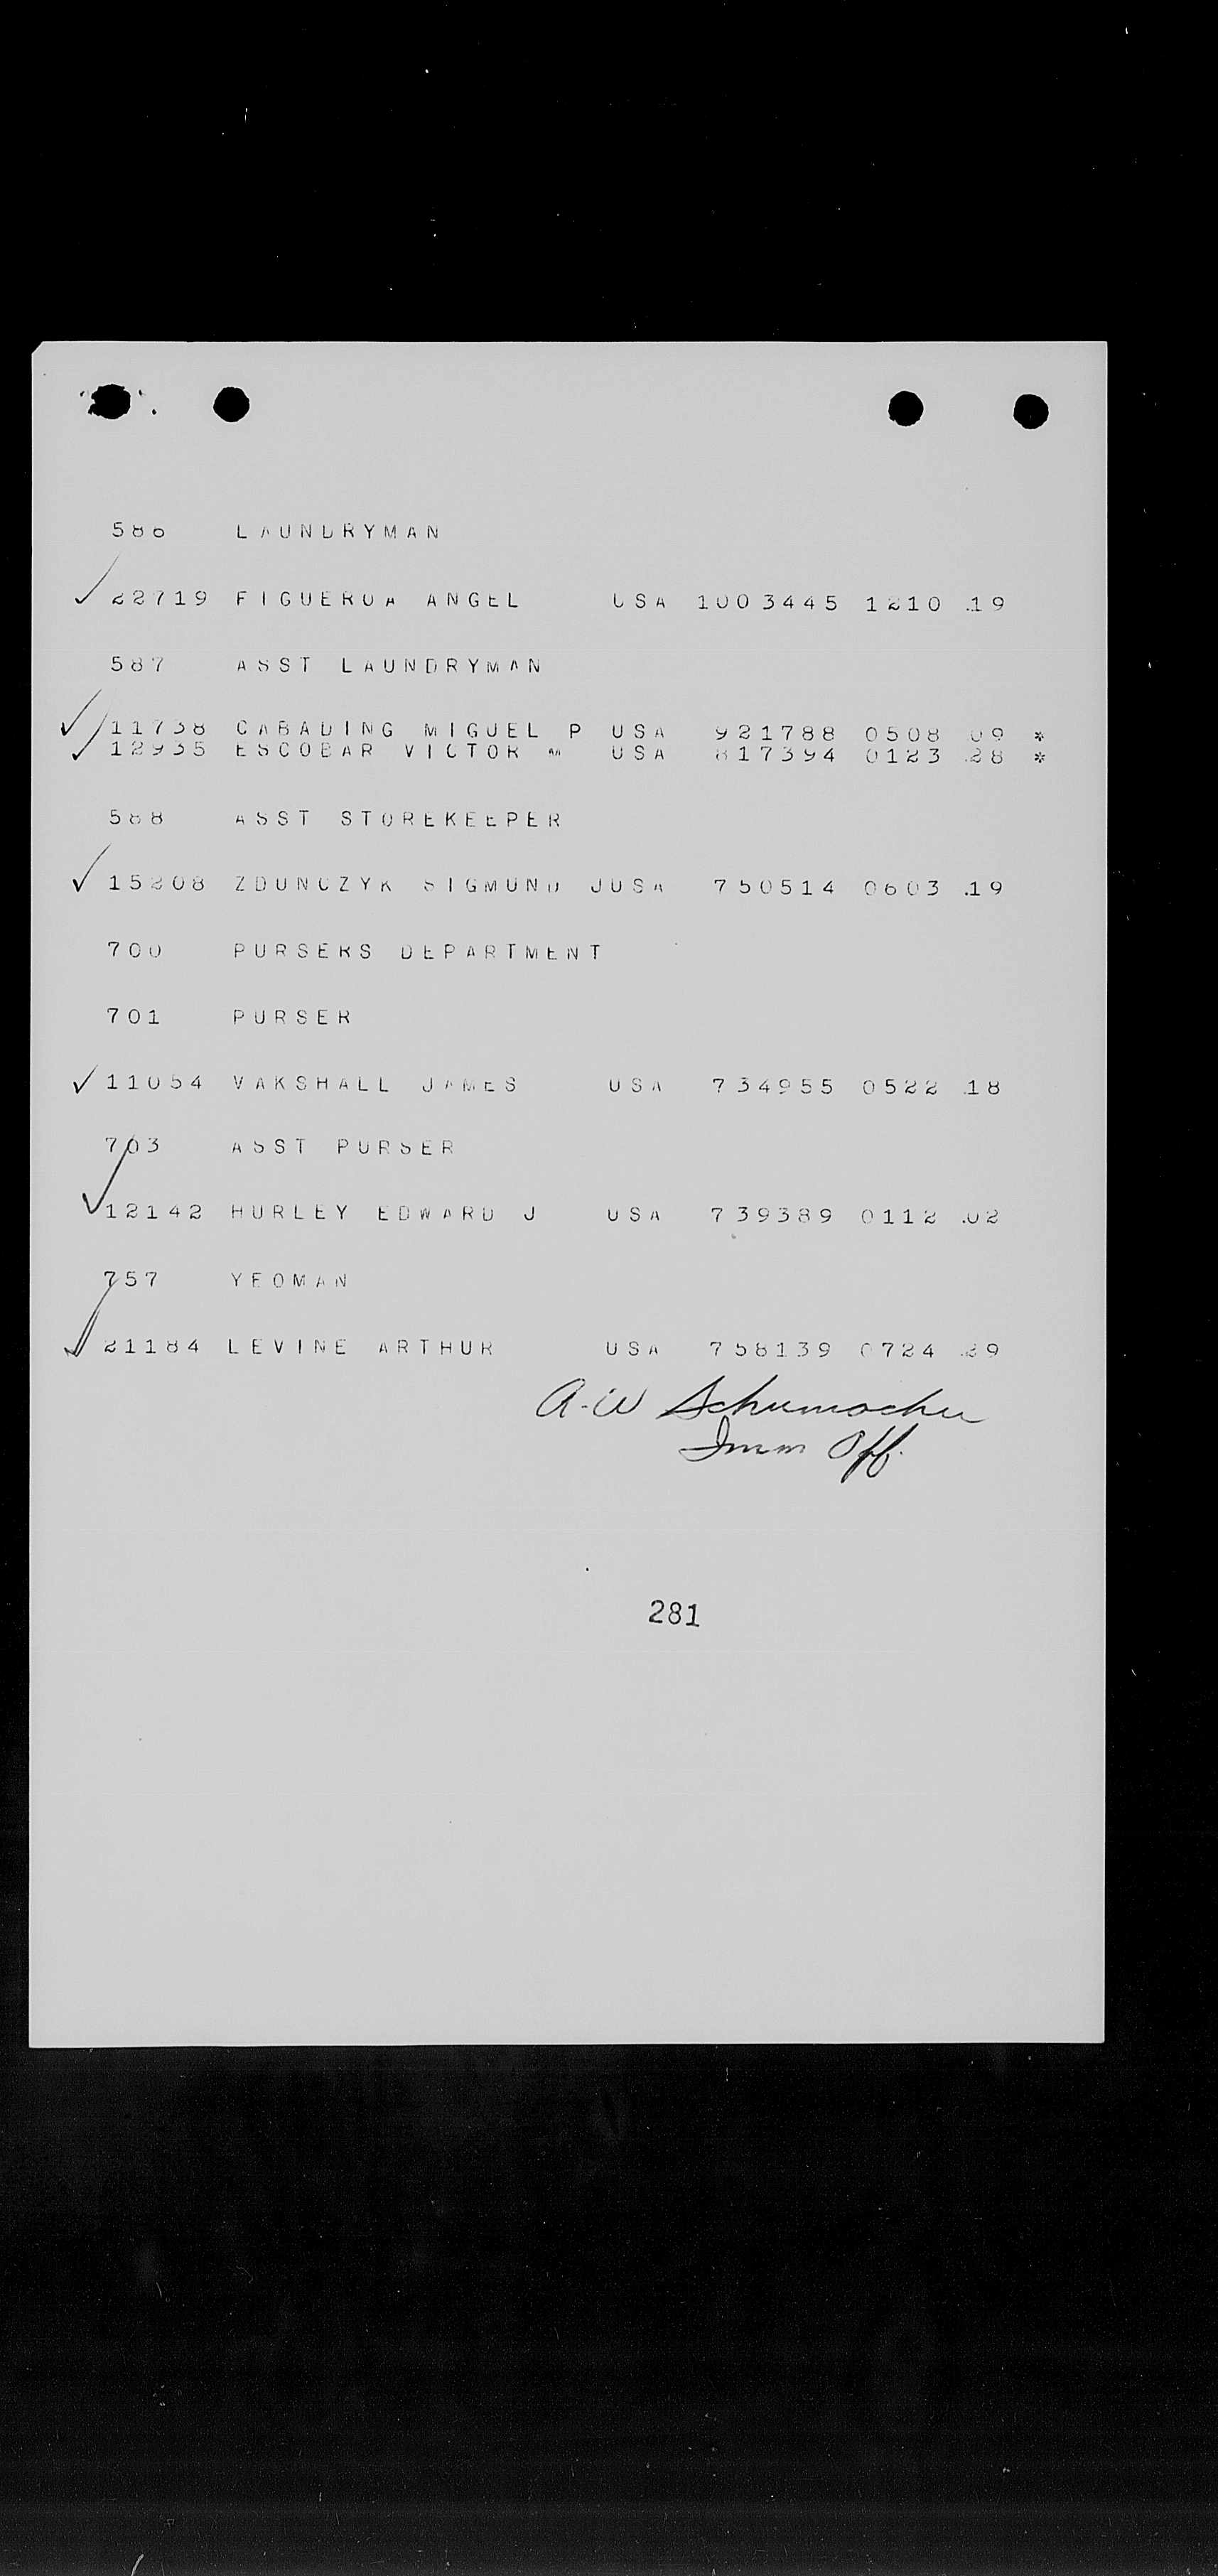 586 LAUNDRYMAN
22719 FIGUEROA ANGEL USA 1003445 1210 .19
587 ASST LAUNDRYMAN
11738 CABADING MIGUEL P USA 921788 0508 .09 *
12935 ESCOBAR VICTOR M USA 817394 0123 .28 *
588 ASST STOREKEEPER
15208 ZDUNCZYK SIGMUND JUSA 750514 0603 .19
700 PURSERS DEPARTMENT
701 PURSER
11054 VAKSHALL JAMES USA 734955 0522 .18
703 ASST PURSER
12142 HURLEY EDWARD J USA 739389 0112 .02
757 YEOMAN
21184 LEVINE ARTHUR USA 758139 0724 .29
A-W Schumacher
Imm Off.
281